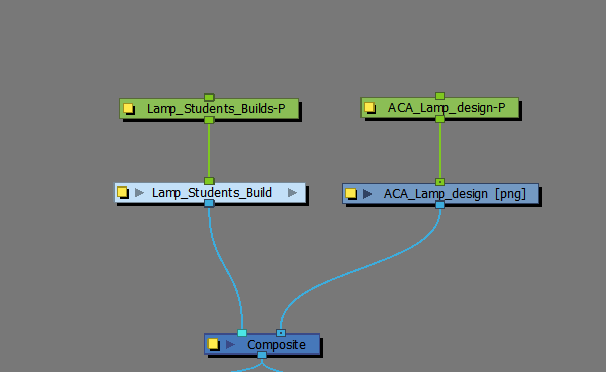 Lamp_Students_Builds-P
ACA_Lamp_design-P
Lamp_Students_Build
ACA_Lamp_design [png]
Composite